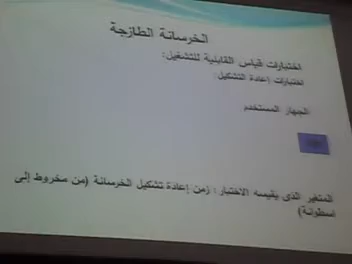 الخرسانة الطازجة
اختبارات قياس القابلية للتشغيل:
اختبارات إعادة التشكيل:
الجهاز المستخدم
المتغير الذى يقيسه الاختبار: زمن إعادة تشكيل الخرسانة (من مخروط إلى
اسطوانة)